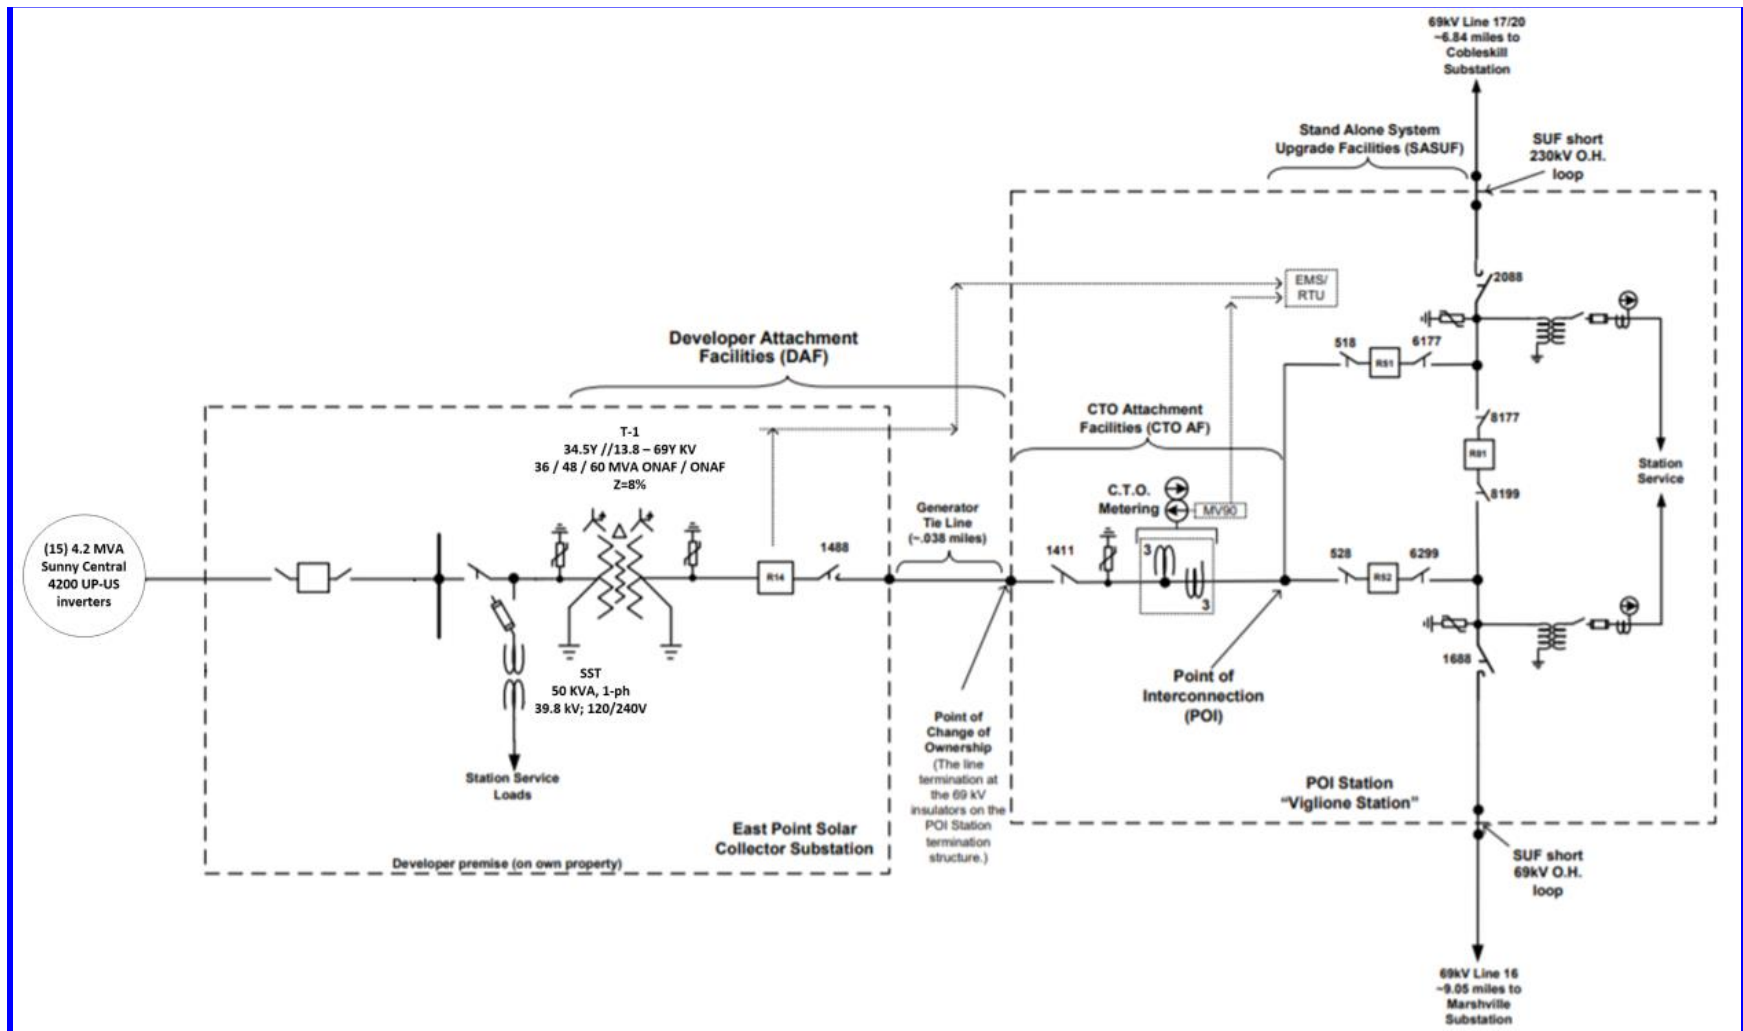 69kV Line 17/20
~6.84 miles to
Cobleskill
Substation
Stand Alone System
Upgrade Facilities (SASUF)
SUF short
230kV O.H.
loop
EMS/
RTU
2088
Developer Attachment
Facilities (DAF)
518
R51
6177
CTO Attachment
Facilities (CTO AF)
8177
R81
8199
Station
Service
T-1
34.5Y //13.8 – 69Y KV
36 / 48 / 60 MVA ONAF / ONAF
Z=8%
C.T.O.
Metering
MV90
Generator
Tie Line
(~.038 miles)
(15) 4.2 MVA
Sunny Central
4200 UP-US
inverters
R14
1488
1411
3
3
528
R52
6299
1688
SST
50 KVA, 1-ph
39.8 kV; 120/240V
Station Service
Loads
Point of
Interconnection
(POI)
Point of
Change of
Ownership
(The line
termination at
the 69 kV
insulators on the
POI Station
termination
structure.)
POI Station
"Viglione Station"
East Point Solar
Collector Substation
Developer premise (on own property)
SUF short
69kV O.H.
loop
69kV Line 16
~9.05 miles to
Marshville
Substation